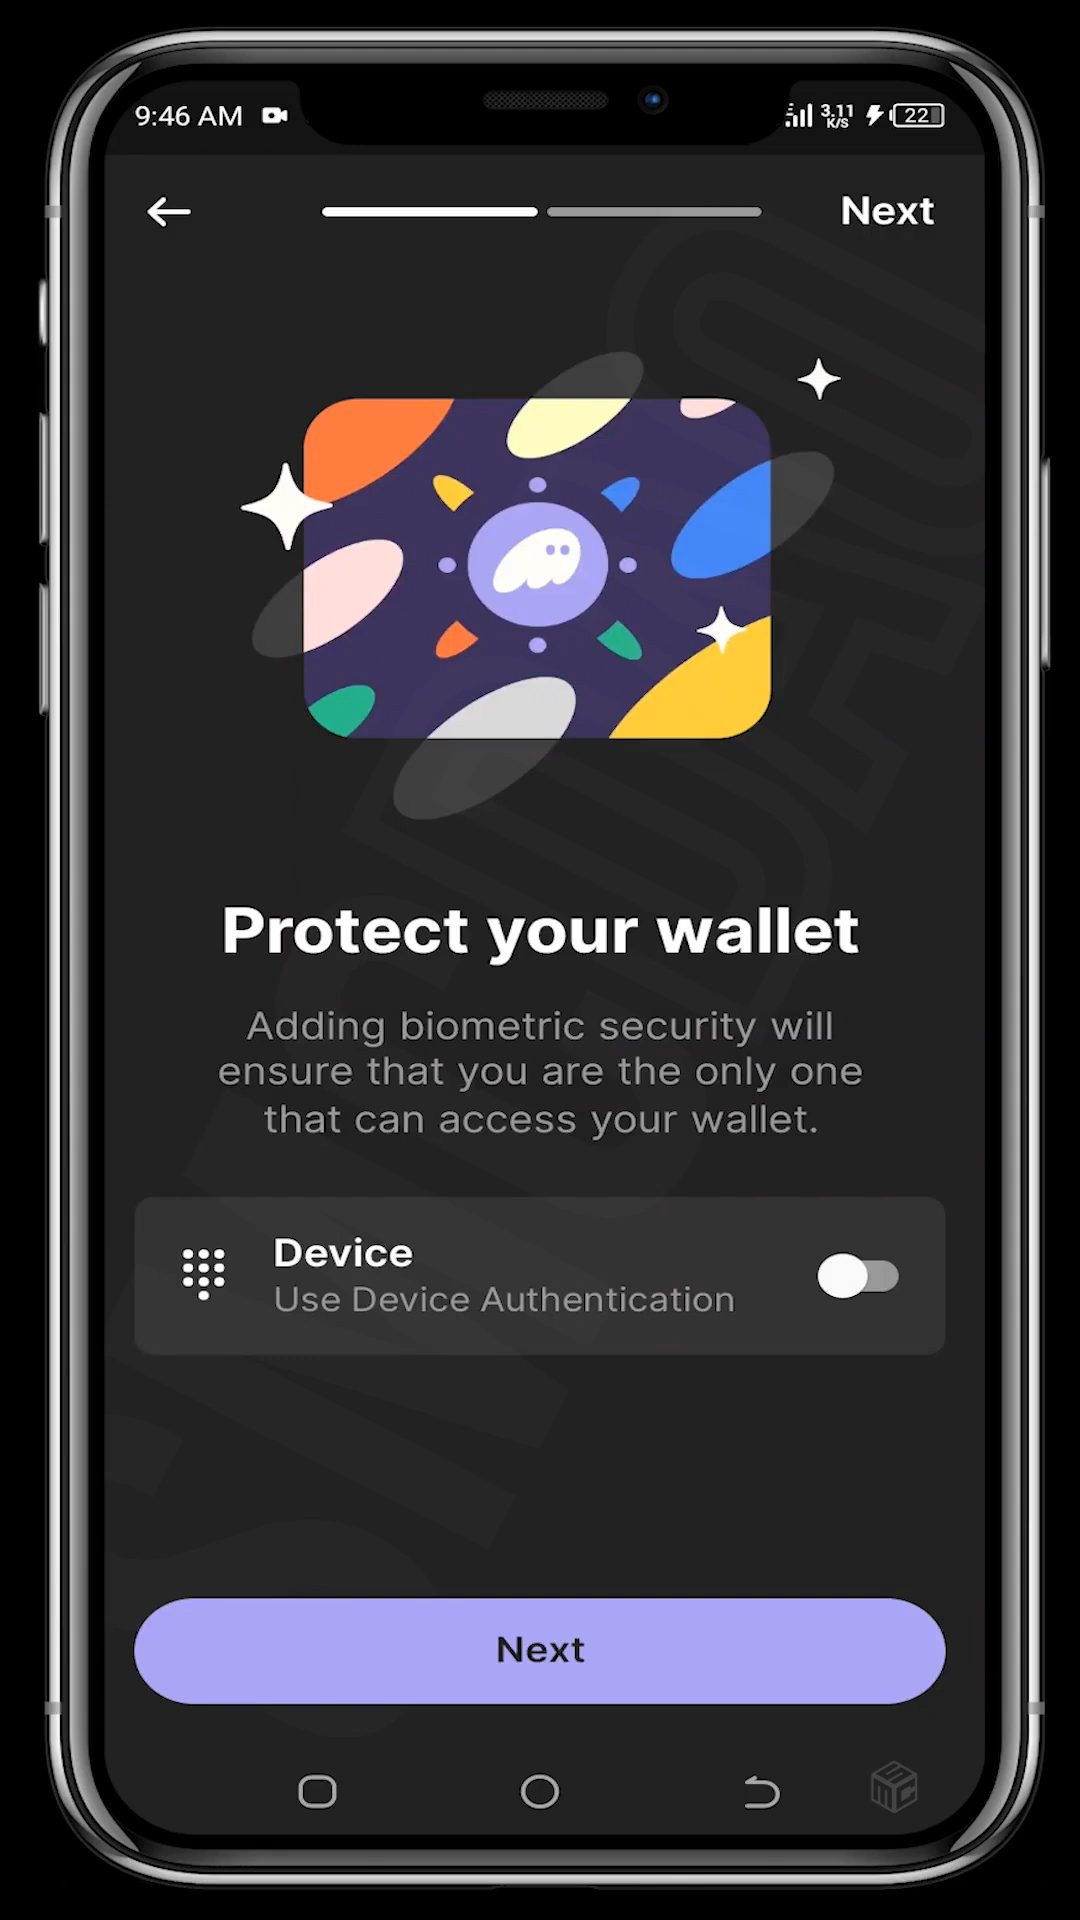 9:46 AM
3.11
K/S
22
Next
Protect your wallet
Adding biometric security will
ensure that you are the only one
that can access your wallet.
Device
Use Device Authentication
Next